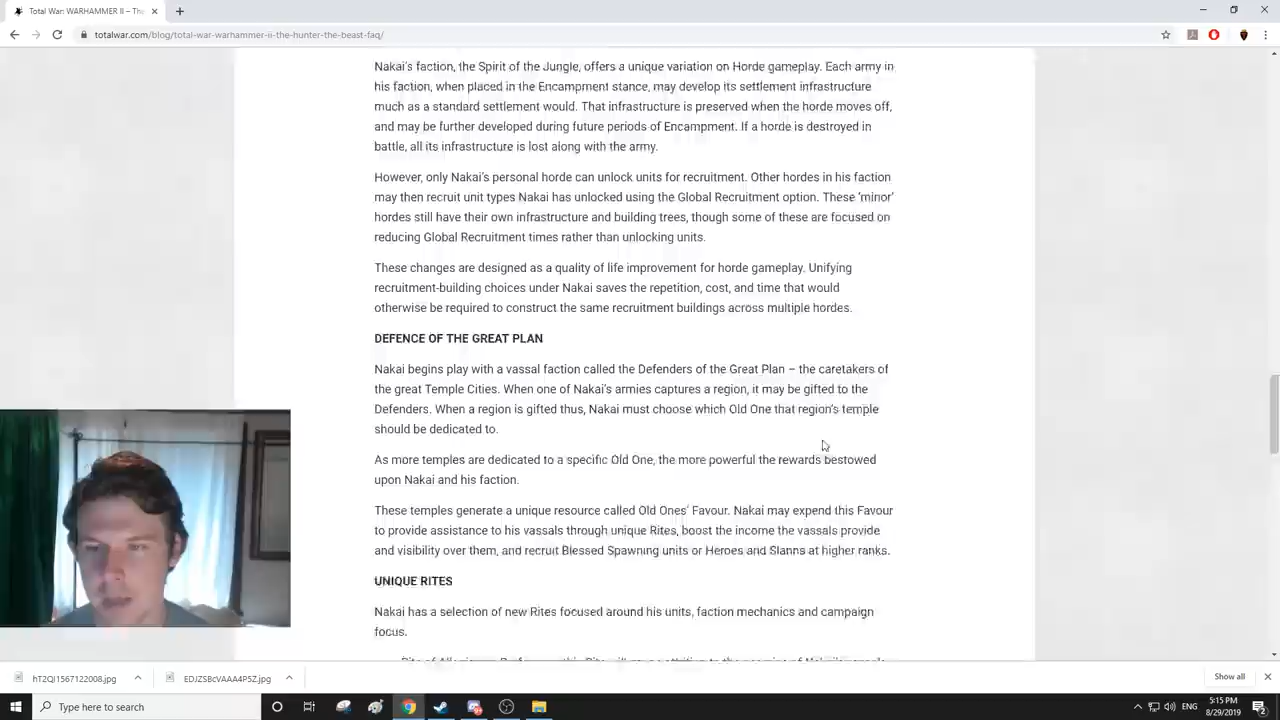 Total War: WARHAMMER II – The
totalwar.com/blog/total-war-warhammer-ii-the-hunter-the-beast-faq/
Nakai's faction, the Spirit of the Jungle, offers a unique variation on Horde gameplay. Each army in
his faction, when placed in the Encampment stance, may develop its settlement infrastructure
much as a standard settlement would. That infrastructure is preserved when the horde moves off,
and may be further developed during future periods of Encampment. If a horde is destroyed in
battle, all its infrastructure is lost along with the army.
However, only Nakai's personal horde can unlock units for recruitment. Other hordes in his faction
may then recruit unit types Nakai has unlocked using the Global Recruitment option. These ‘minor’
hordes still have their own infrastructure and building trees, though some of these are focused on
reducing Global Recruitment times rather than unlocking units.
These changes are designed as a quality of life improvement for horde gameplay. Unifying
recruitment-building choices under Nakai saves the repetition, cost, and time that would
otherwise be required to construct the same recruitment buildings across multiple hordes.
DEFENCE OF THE GREAT PLAN
Nakai begins play with a vassal faction called the Defenders of the Great Plan – the caretakers of
the great Temple Cities. When one of Nakai's armies captures a region, it may be gifted to the
Defenders. When a region is gifted thus, Nakai must choose which Old One that region's temple
should be dedicated to.
As more temples are dedicated to a specific Old One, the more powerful the rewards bestowed
upon Nakai and his faction.
These temples generate a unique resource called Old Ones' Favour. Nakai may expend this Favour
to provide assistance to his vassals through unique Rites, boost the income the vassals provide
and visibility over them, and recruit Blessed Spawning units or Heroes and Slanns at higher ranks.
UNIQUE RITES
Nakai has a selection of new Rites focused around his units, faction mechanics and campaign
focus.
hT2QI1567122008.jpg
EDJZSBcVAAA4P5Z.jpg
Show all
Type here to search
ENG
5:15 PM
8/29/2019
2